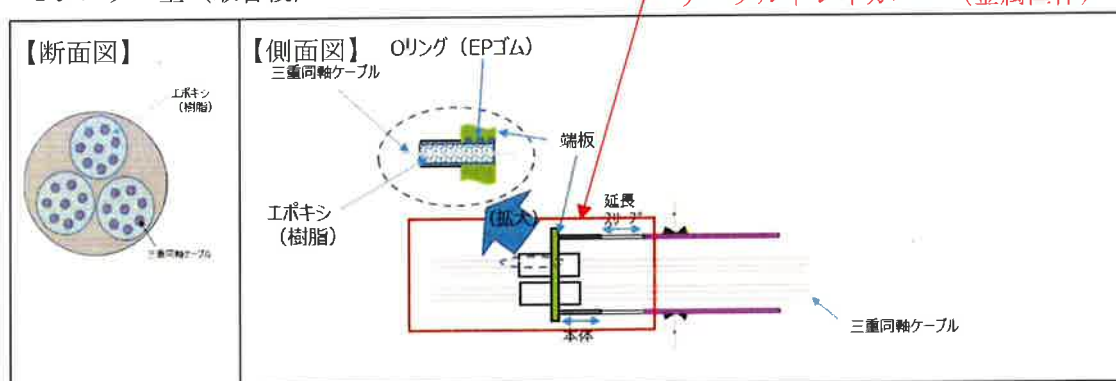 【断面図】
エポキシ
(樹脂)
三重同軸ケーブル
【側面図】 Oリング(EPゴム)
三重同軸ケーブル
端板
エポキシ
(樹脂)
(拡大)
延長
スリーブ
本体
三重同軸ケーブル